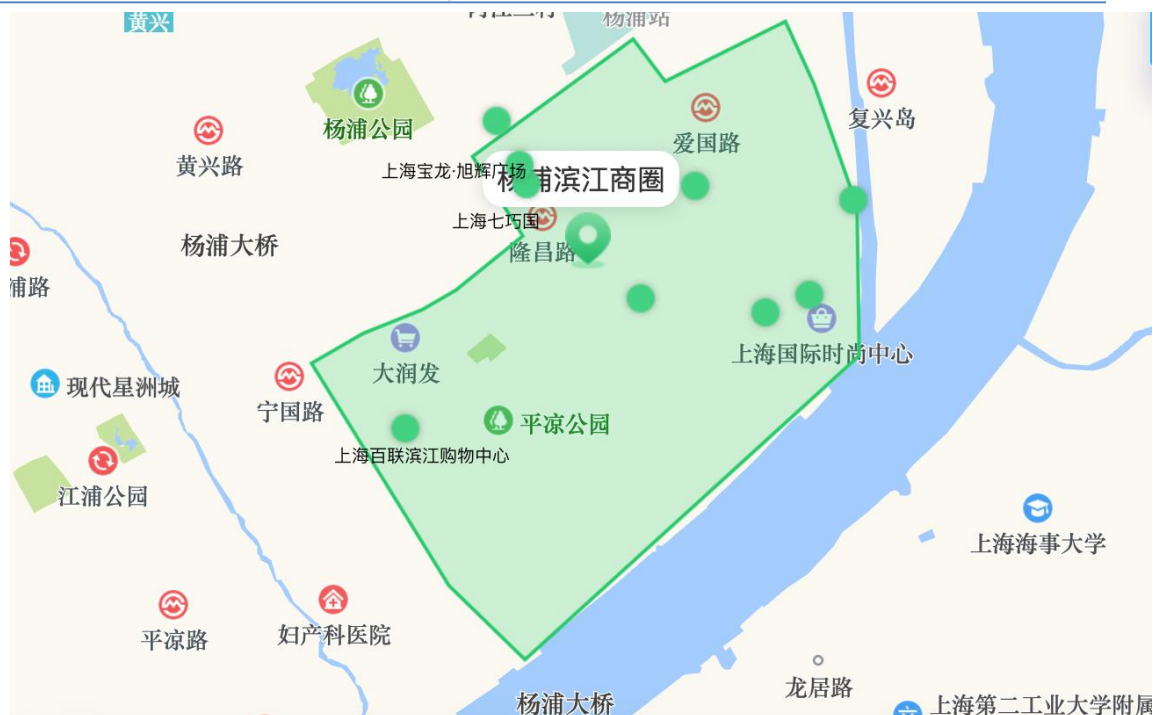 黄兴
杨浦站
杨浦公园
爱国路
复兴岛
黄兴路
上海宝龙·旭辉广场
杨浦滨江商圈
上海七巧国
杨浦大桥
隆昌路
浦路
大润发
上海国际时尚中心
现代星洲城
宁国路
平凉公园
上海百联滨江购物中心
江浦公园
上海海事大学
平凉路
妇产科医院
龙居路
杨浦大桥
上海第二工业大学附属